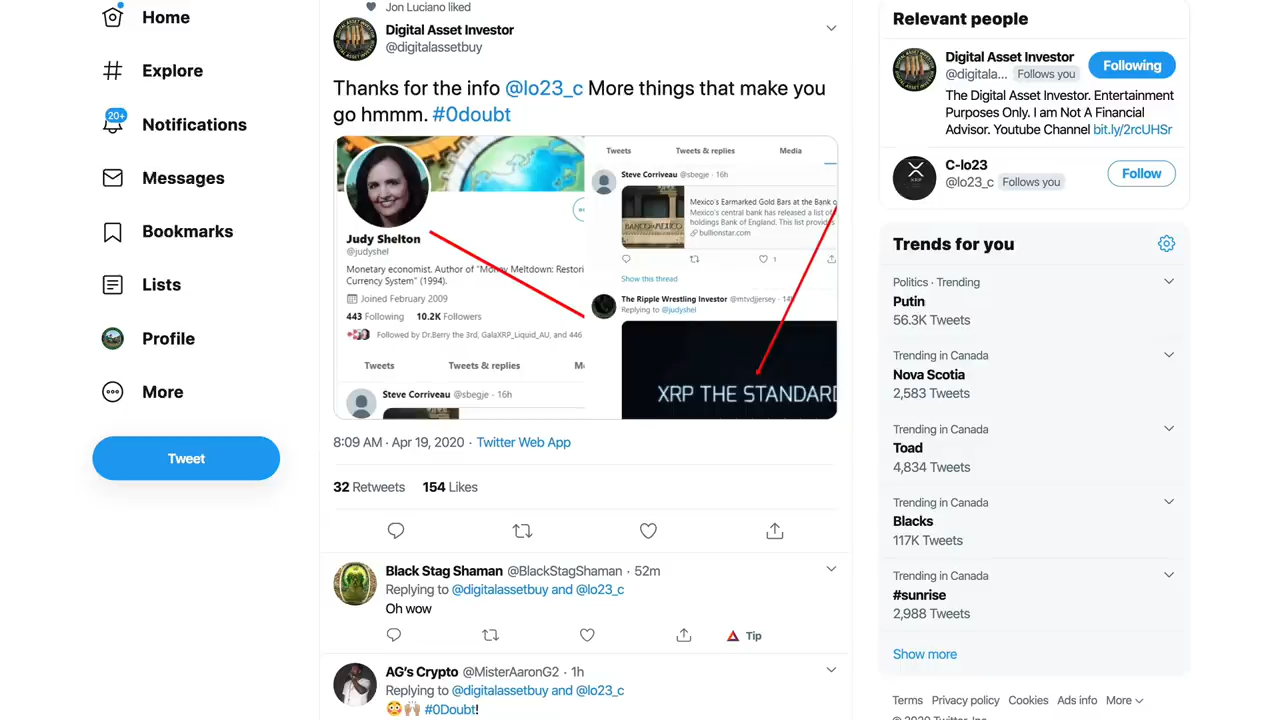 Home
Explore
20+
Notifications
Messages
Bookmarks
Lists
Profile
More
Tweet
Jon Luciano liked
Digital Asset Investor
@digitalassetbuy
Thanks for the info @lo23_c More things that make you
go hmmm. #0doubt
Judy Shelton
@judyshel
Monetary economist. Author of "Money Meltdown: Restori
Currency System" (1994).
Joined February 2009
443 Following 10.2K Followers
Followed by Dr.Berry the 3rd, GalaXRP_Liquid_AU, and 446
Tweets Tweets & replies Me
Steve Corriveau @sbegje · 16h
Tweets Tweets & replies Media
Steve Corriveau @sbegje · 16h
Mexico's Earmarked Gold Bars at the Bank o
Mexico's central bank has released a list of
holdings Bank of England. This list provid
bullionstar.com
BANCO MEXICO
1
Show this thread
The Ripple Wrestling Investor @mtvdjjersey · 14h
Replying to @judyshel
XRP THE STANDARD
8:09 AM · Apr 19, 2020 · Twitter Web App
32 Retweets 154 Likes
Black Stag Shaman @BlackStagShaman · 52m
Replying to @digitalassetbuy and @lo23_c
Oh wow
Tip
AG's Crypto @MisterAaronG2 · 1h
Replying to @digitalassetbuy and @lo23_c
#0Doubt!
Relevant people
Digital Asset Investor
@digitala... Follows you
Following
The Digital Asset Investor. Entertainment
Purposes Only. I am Not A Financial
Advisor. Youtube Channel bit.ly/2rcUHSr
XRP
C-lo23
@lo23_c Follows you
Follow
Trends for you
Politics · Trending
Putin
56.3K Tweets
Trending in Canada
Nova Scotia
2,583 Tweets
Trending in Canada
Toad
4,834 Tweets
Trending in Canada
Blacks
117K Tweets
Trending in Canada
#sunrise
2,988 Tweets
Show more
Terms Privacy policy Cookies Ads info More
© 2020 Twitter, Inc.